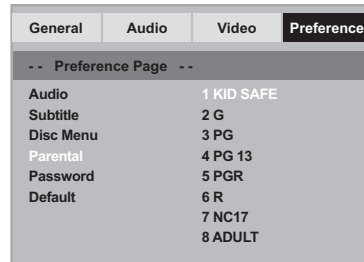 General Audio Video Preference
- - Preference Page - -
Audio 1 KID SAFE
Subtitle 2 G
Disc Menu 3 PG
Parental 4 PG 13
Password 5 PGR
Default 6 R
7 NC17
8 ADULT